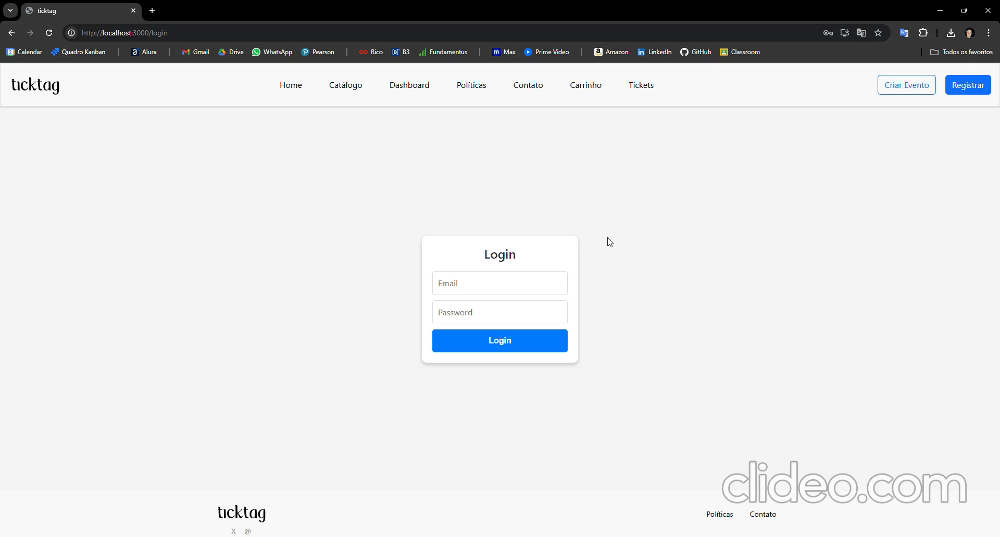 ticktag
http://localhost:3000/login
Calendar Quadro Kanban | Alura | Gmail Drive WhatsApp Pearson | Rico B3 Fundamentus | Max Prime Video | Amazon LinkedIn GitHub Classroom | Todos os favoritos
ticktag Home Catálogo Dashboard Políticas Contato Carrinho Tickets Criar Evento Registrar
Login
Email
Password
Login
clideo.com
ticktag
Políticas Contato
X @